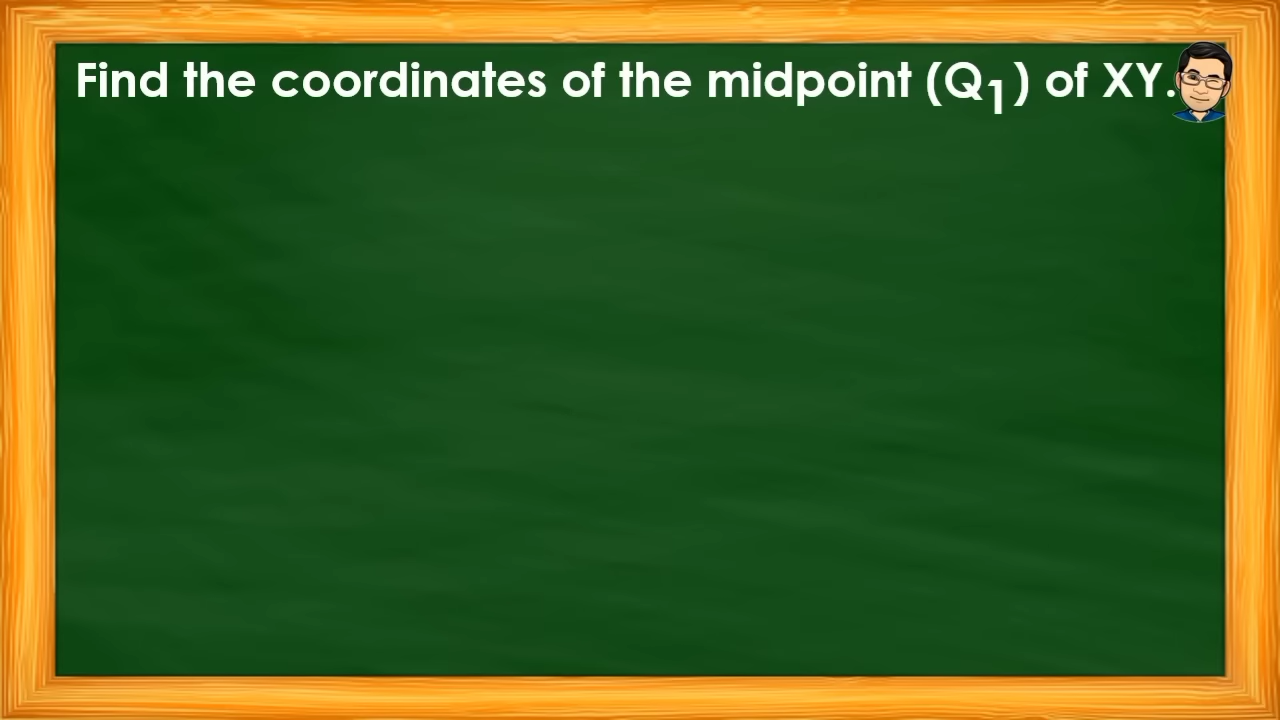 Find the coordinates of the midpoint (Q₁) of XY.